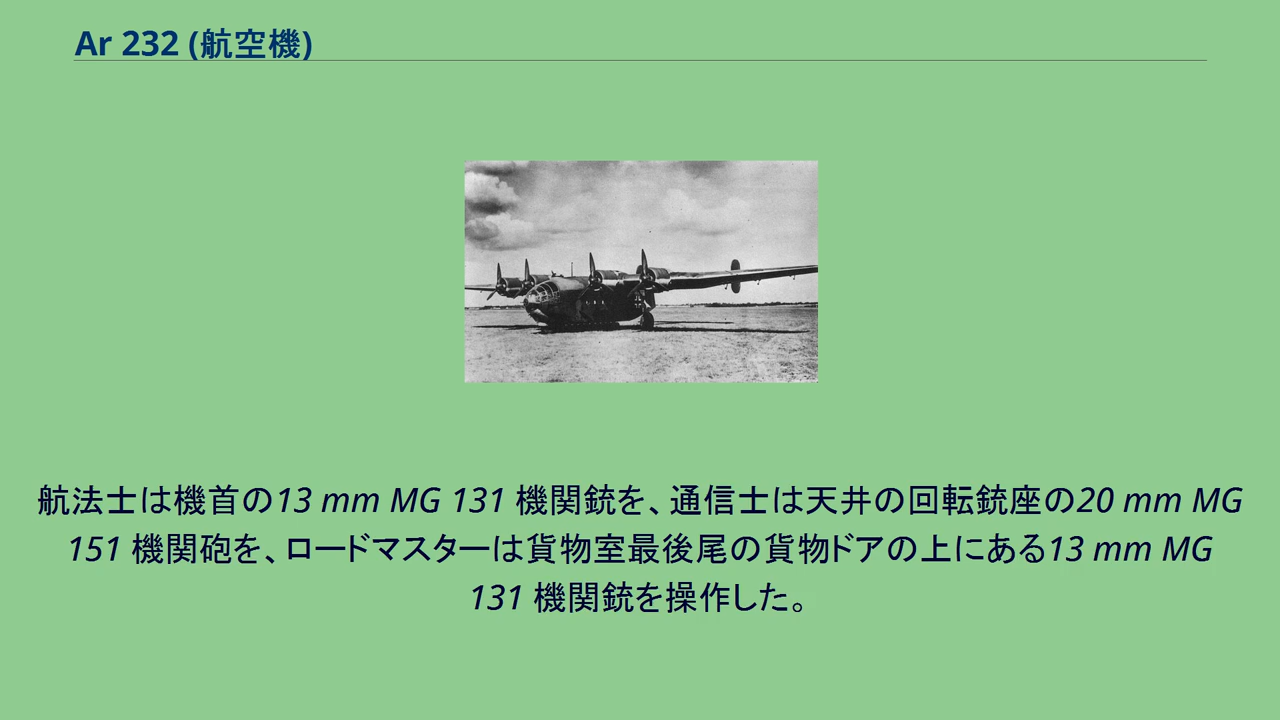 Ar 232 (航空機)
航法士は機首の13 mm MG 131 機関銃を、通信士は天井の回転銃座の20 mm MG
151 機関砲を、ロードマスターは貨物室最後尾の貨物ドアの上にある13 mm MG
131 機関銃を操作した。